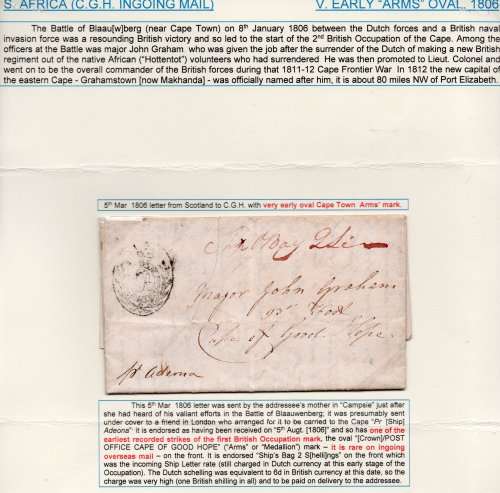 S. AFRICA (C.G.H. INGOING MAIL)
V. EARLY "ARMS" OVAL, 1806
The Battle of Blaau[w]berg (near Cape Town) on 8th January 1806 between the Dutch forces and a British naval
invasion force was a resounding British victory and so led to the start of the 2nd British Occupation of the Cape. Among the
officers at the Battle was major John Graham who was given the job after the surrender of the Dutch of making a new British
regiment out of the native African ("Hottentot") volunteers who had surrendered He was then promoted to Lieut. Colonel and
went on to be the overall commander of the British forces during that 1811-12 Cape Frontier War In 1812 the new capital of
the eastern Cape - Grahamstown [now Makhanda] - was officially named after him, it is about 80 miles NW of Port Elizabeth.
5th Mar 1806 letter from Scotland to C.G.H. with very early oval Cape Town Arms" mark.
Bag 2Si
Major John Graham
93d Foot
Cape of Good Hope
pr Adeona
This 5th Mar 1806 letter was sent by the addressee's mother in "Campsie" just after
she had heard of his valiant efforts in the Battle of Blaauwenberg; it was presumably sent
under cover to a friend in London who arranged for it to be carried to the Cape "Pr [Ship]
Adeona" it is endorsed as having been received on "5th Augt. [1806]" and so has one of the
earliest recorded strikes of the first British Occupation mark, the oval "[Crown]/POST
OFFICE CAPE OF GOOD HOPE" ("Arms" or "Medallion") mark – it is rare on ingoing
overseas mail – on the front. It is endorsed "Ship's Bag 2 S[helli]ngs" on the front which
was the incoming Ship Letter rate (still charged in Dutch currency at this early stage of the
Occupation). The Dutch schelling was equivalent to 6d in British currency at this date, so the
charge was very high (one British shilling in all) and to be paid on delivery to the addressee.